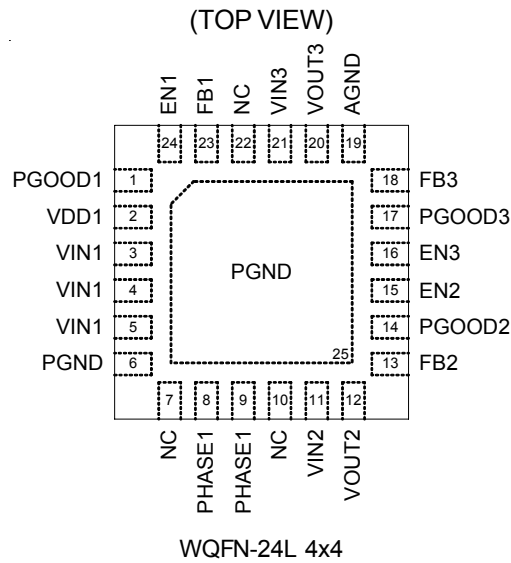 (TOP VIEW)
EN1
FB1
NC
VIN3
VOUT3
AGND
24
23
22
21
20
19
PGOOD1 1
VDD1 2
VIN1 3
VIN1 4
VIN1 5
PGND 6
18 FB3
17 PGOOD3
16 EN3
15 EN2
14 PGOOD2
13 FB2
PGND
25
7
8
9
10
11
12
NC
PHASE1
PHASE1
NC
VIN2
VOUT2
WQFN-24L 4x4